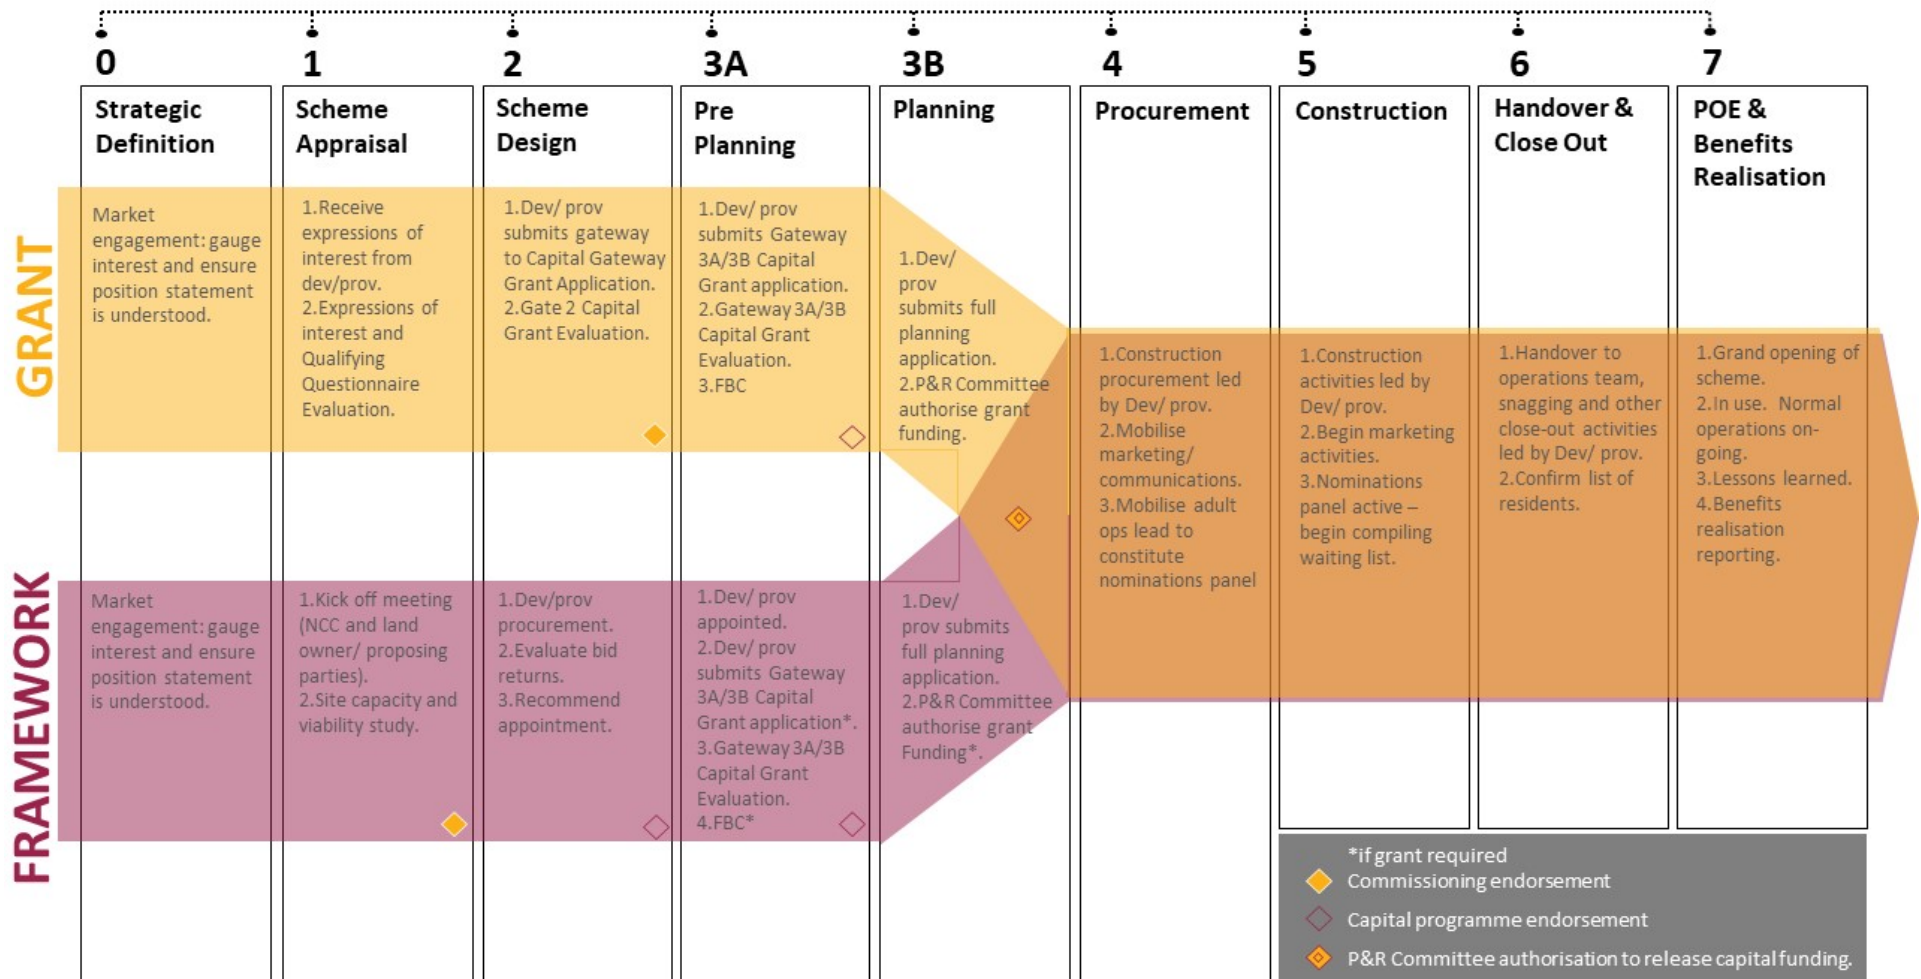 0
1
2
3A
3B
4
5
6
7
Strategic
Definition
Scheme
Appraisal
Scheme
Design
Pre
Planning
Planning
Procurement
Construction
Handover &
Close Out
POE &
Benefits
Realisation
GRANT
Market
engagement: gauge
interest and ensure
position statement
is understood.
1.Receive
expressions of
interest from
dev/prov.
2.Expressions of
interest and
Qualifying
Questionnaire
Evaluation.
1.Dev/ prov
submits gateway
to Capital Gateway
Grant Application.
2.Gate 2 Capital
Grant Evaluation.
1.Dev/ prov
submits Gateway
3A/3B Capital
Grant application.
2.Gateway 3A/3B
Capital Grant
Evaluation.
3.FBC
1.Dev/
prov
submits full
planning
application.
2.P&R Committee
authorise grant
funding.
1.Construction
procurement led
by Dev/ prov.
2.Mobilise
marketing/
communications.
3.Mobilise adult
ops lead to
constitute
nominations panel
1.Construction
activities led by
Dev/ prov.
2.Begin marketing
activities.
3.Nominations
panel active –
begin compiling
waiting list.
1.Handover to
operations team,
snagging and other
close-out activities
led by Dev/ prov.
2.Confirm list of
residents.
1.Grand opening of
scheme.
2.In use. Normal
operations on-
going.
3.Lessons learned.
4.Benefits
realisation
reporting.
FRAMEWORK
Market
engagement: gauge
interest and ensure
position statement
is understood.
1.Kick off meeting
(NCC and land
owner/ proposing
parties).
2.Site capacity and
viability study.
1.Dev/prov
procurement.
2.Evaluate bid
returns.
3.Recommend
appointment.
1.Dev/ prov
appointed.
2.Dev/ prov
submits Gateway
3A/3B Capital
Grant application*.
3.Gateway 3A/3B
Capital Grant
Evaluation.
4.FBC*
1.Dev/
prov submits
full planning
application.
2.P&R Committee
authorise grant
Funding*.
*if grant required
Commissioning endorsement
Capital programme endorsement
P&R Committee authorisation to release capital funding.